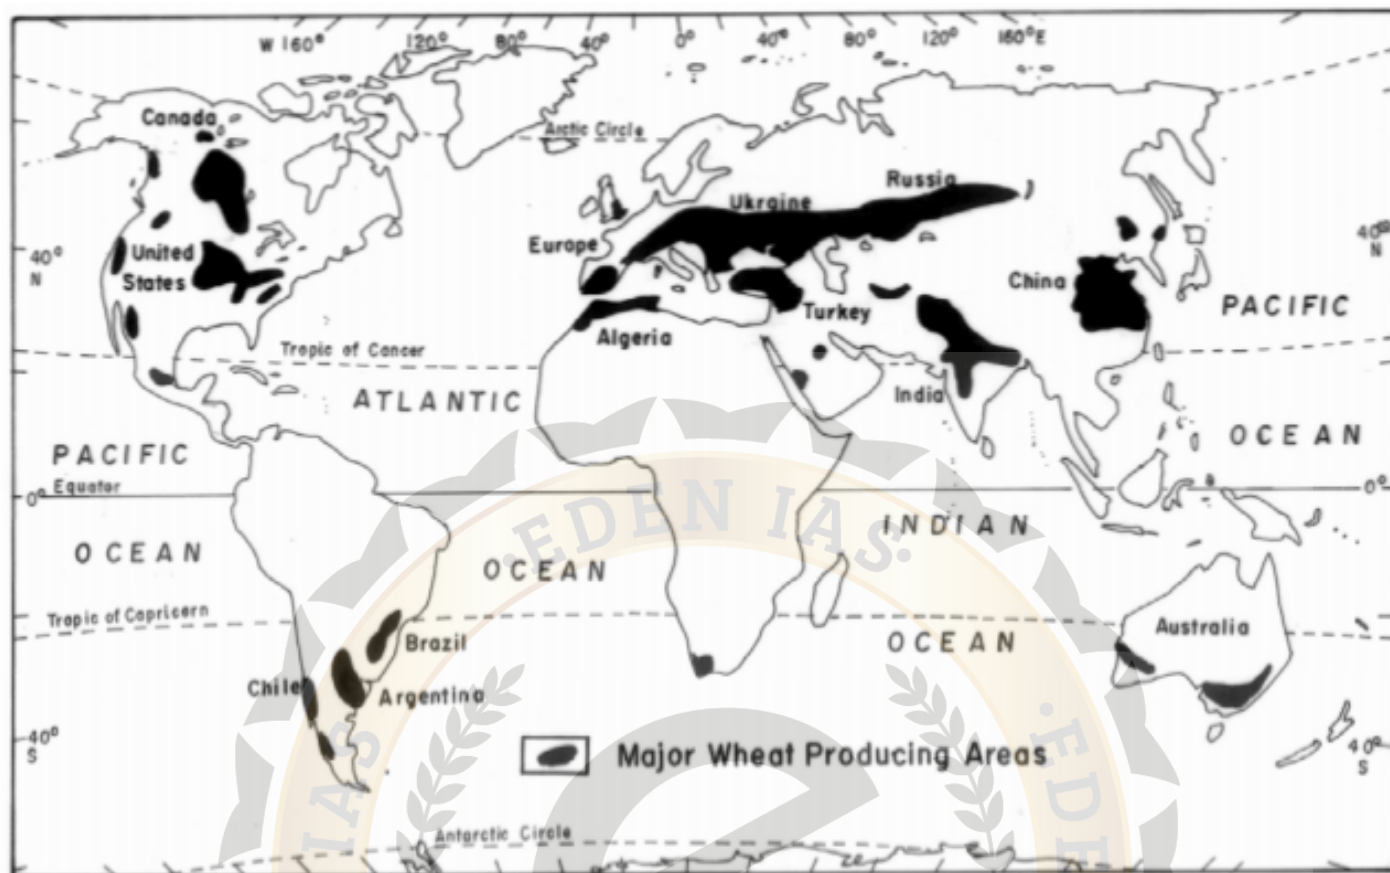 W 160° 120° 80° 40° 0° 40° 80° 120° 160°E
Canada
Arctic Circle
Russia
Ukraine
Europe
40°
N
United
States
40°
N
China
PACIFIC
Turkey
Algeria
Tropic of Cancer
India
ATLANTIC
PACIFIC
OCEAN
0° Equator
0°
EDEN IAS
INDIAN
OCEAN
OCEAN
Tropic of Capricorn
Australia
Brazil
OCEAN
Chile
Argentina
40°
S
Major Wheat Producing Areas
40°
S
IAS
EDE
Antarctic Circle